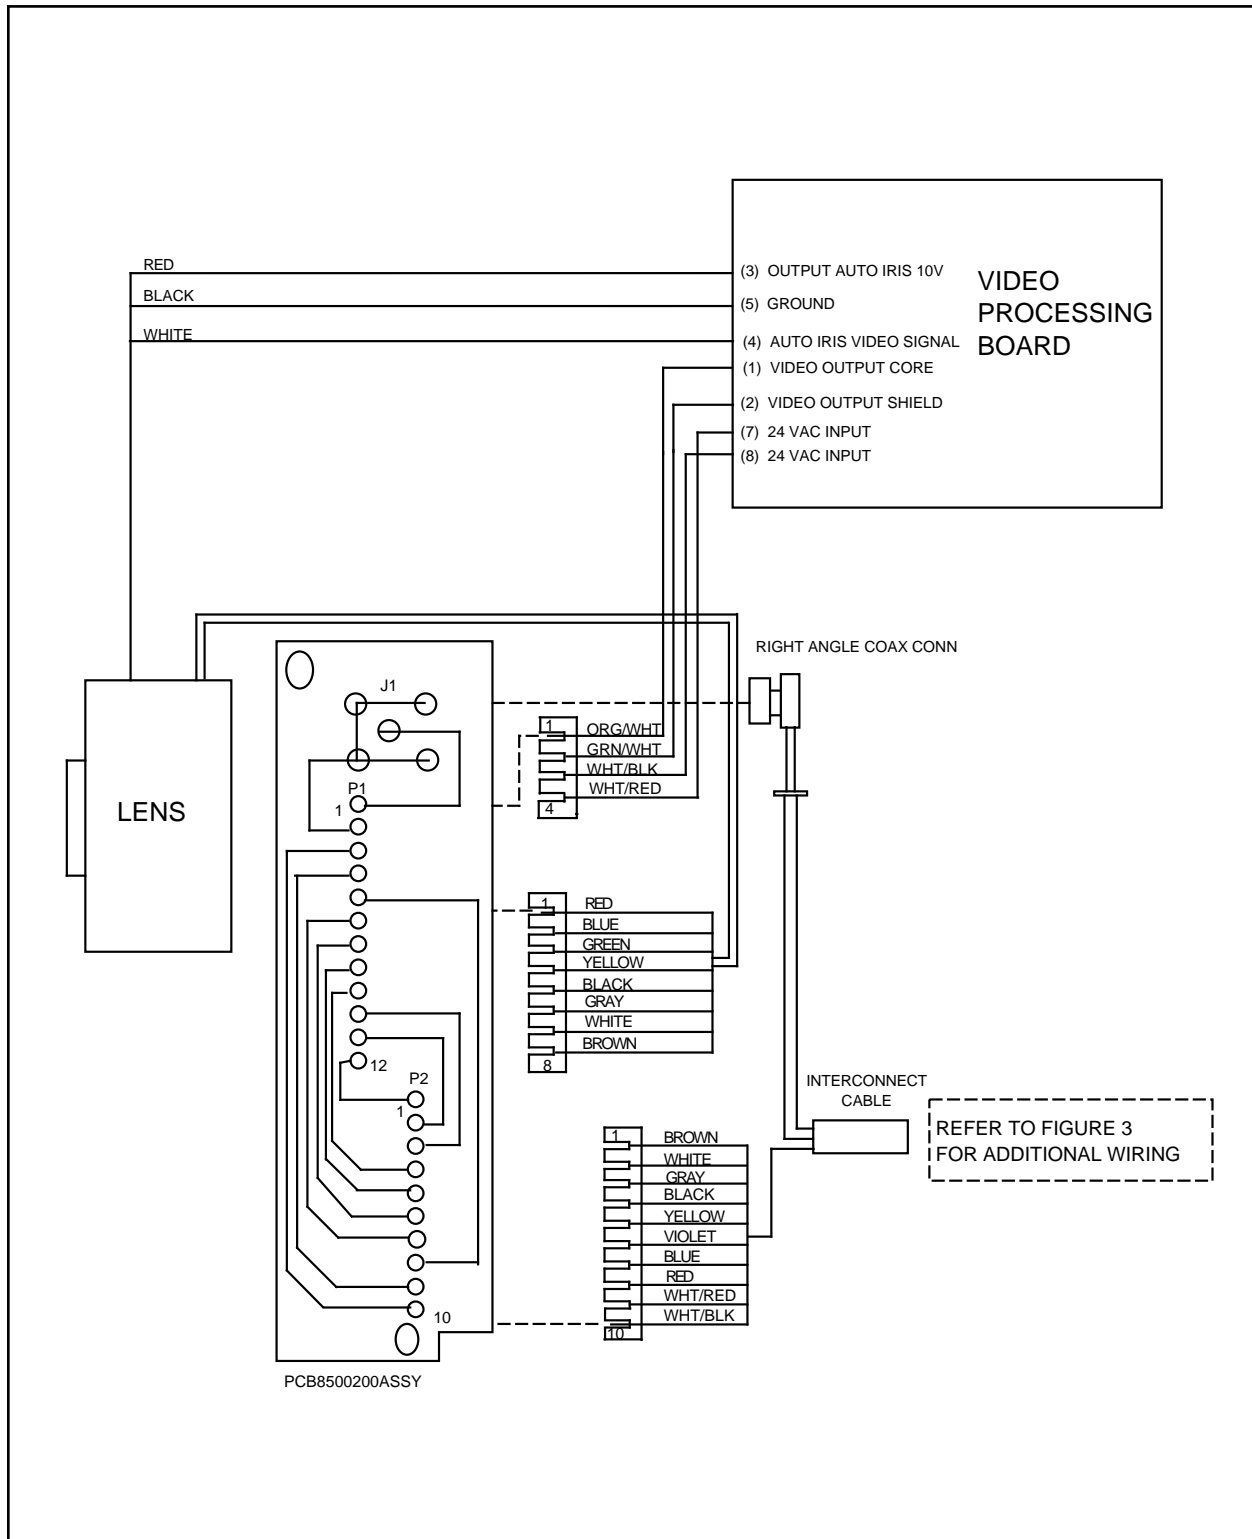 RED
BLACK
WHITE
(3) OUTPUT AUTO IRIS 10V
(5) GROUND
(4) AUTO IRIS VIDEO SIGNAL
(1) VIDEO OUTPUT CORE
(2) VIDEO OUTPUT SHIELD
(7) 24 VAC INPUT
(8) 24 VAC INPUT
VIDEO
PROCESSING
BOARD
RIGHT ANGLE COAX CONN
LENS
J1
P1
1
12
P2
1
10
PCB8500200ASSY
1
ORG/WHT
GRN/WHT
WHT/BLK
WHT/RED
4
1
RED
BLUE
GREEN
YELLOW
BLACK
GRAY
WHITE
BROWN
8
1
BROWN
WHITE
GRAY
BLACK
YELLOW
VIOLET
BLUE
RED
WHT/RED
WHT/BLK
10
INTERCONNECT
CABLE
REFER TO FIGURE 3
FOR ADDITIONAL WIRING